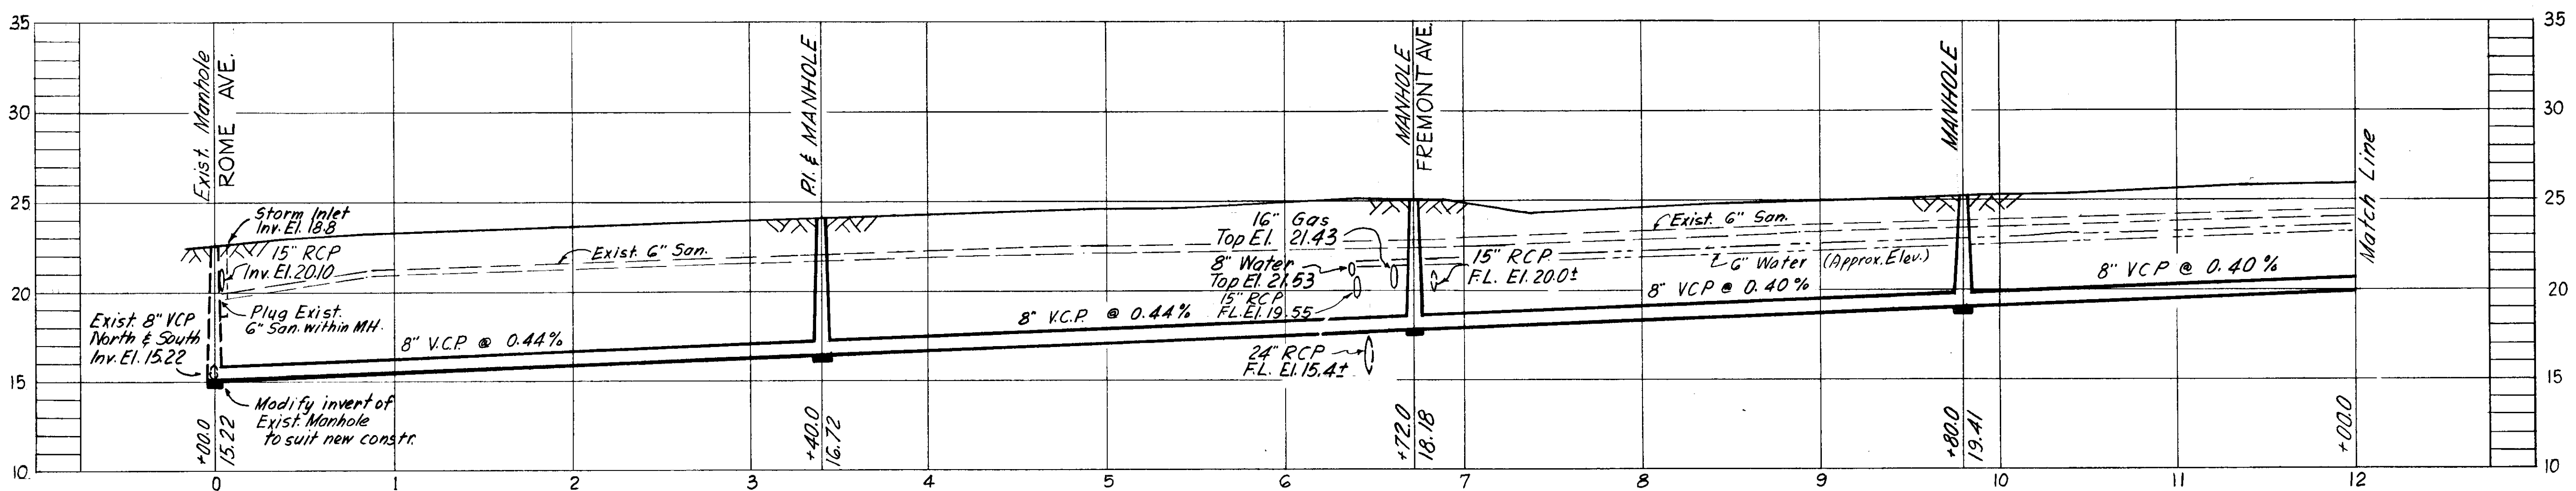 35
30
25
20
15
10
Exist. Manhole
ROME AVE.
P.I. & MANHOLE
MANHOLE
FREMONT AVE.
MANHOLE
Match Line
35
30
25
20
15
10
Storm Inlet
Inv. El. 18.8
15" RCP
Inv. El. 20.10
Plug Exist.
6" San. within MH.
Exist. 8" VCP
North & South
Inv. El. 15.22
Modify invert of
Exist. Manhole
to suit new constr.
8" V.C.P. @ 0.44%
Exist. 6" San.
8" V.C.P. @ 0.44%
16" Gas
Top El. 21.43
8" Water
Top El. 21.53
15" RCP
FL. El. 19.55
24" RCP
F.L. El. 15.4±
15" RCP
F.L. El. 20.0±
Exist. 6" San.
6" Water (Approx. Elev.)
8" VCP @ 0.40%
8" VCP @ 0.40%
+00.0
15.22
+40.0
16.72
+72.0
18.18
+80.0
19.41
+00.0
0 1 2 3 4 5 6 7 8 9 10 11 12